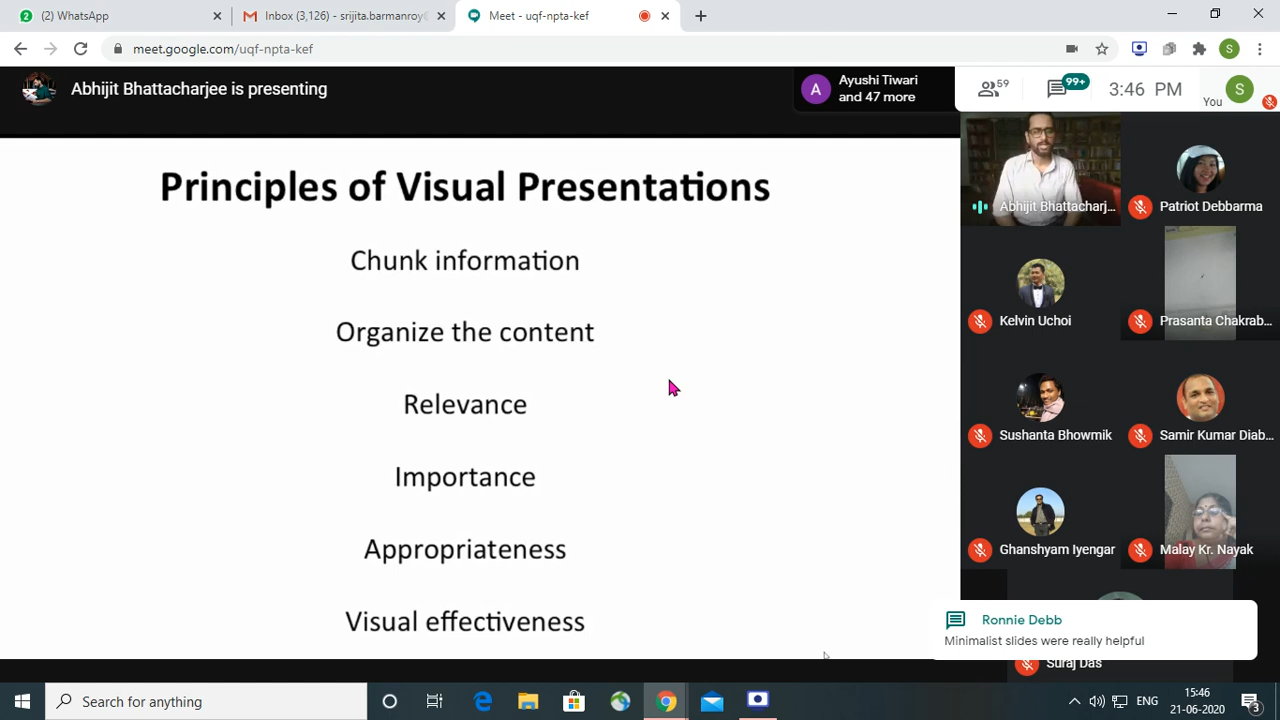 (2) WhatsApp
Inbox (3,126) - srijita.barmanroy@
Meet - uqf-npta-kef
meet.google.com/uqf-npta-kef
S
Abhijit Bhattacharjee is presenting
A
Ayushi Tiwari
and 47 more
59
99+
3:46 PM
You
S
Principles of Visual Presentations
Chunk information
Organize the content
Relevance
Importance
Appropriateness
Visual effectiveness
Abhijit Bhattacharj...
Patriot Debbarma
Kelvin Uchoi
Prasanta Chakrab...
Sushanta Bhowmik
Samir Kumar Diab...
Ghanshyam Iyengar
Malay Kr. Nayak
Ronnie Debb
Minimalist slides were really helpful
Suraj Das
Search for anything
ENG
15:46
21-06-2020
3